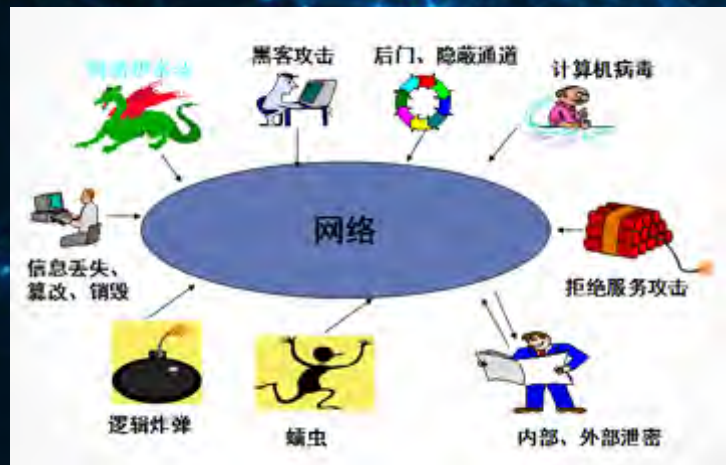 黑客攻击
后门、隐蔽通道
计算机病毒
网络
信息丢失、
篡改、销毁
拒绝服务攻击
逻辑炸弹
蠕虫
内部、外部泄密